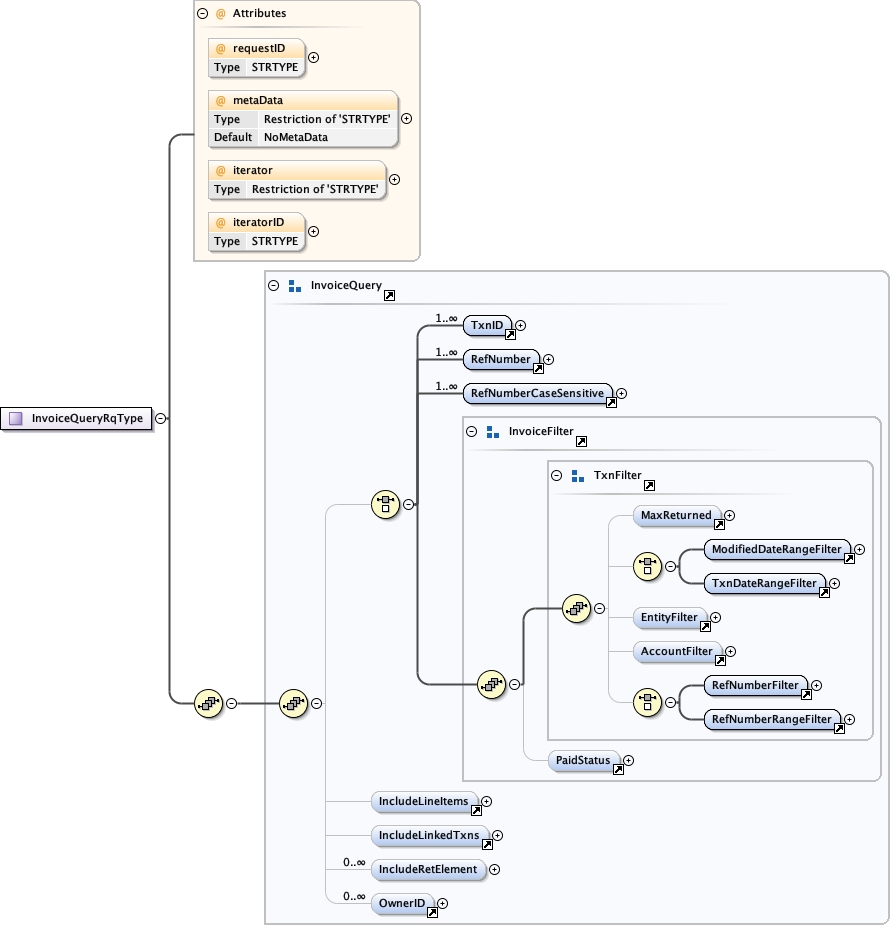 @ Attributes
@ requestID
Type STRTYPE
@ metaData
Type Restriction of 'STRTYPE'
Default NoMetaData
@ iterator
Type Restriction of 'STRTYPE'
@ iteratorID
Type STRTYPE
InvoiceQuery
1..∞ TxnID
1..∞ RefNumber
1..∞ RefNumberCaseSensitive
InvoiceQueryRqType
InvoiceFilter
TxnFilter
MaxReturned
ModifiedDateRangeFilter
TxnDateRangeFilter
EntityFilter
AccountFilter
RefNumberFilter
RefNumberRangeFilter
PaidStatus
IncludeLineItems
IncludeLinkedTxns
0..∞ IncludeRetElement
0..∞ OwnerID